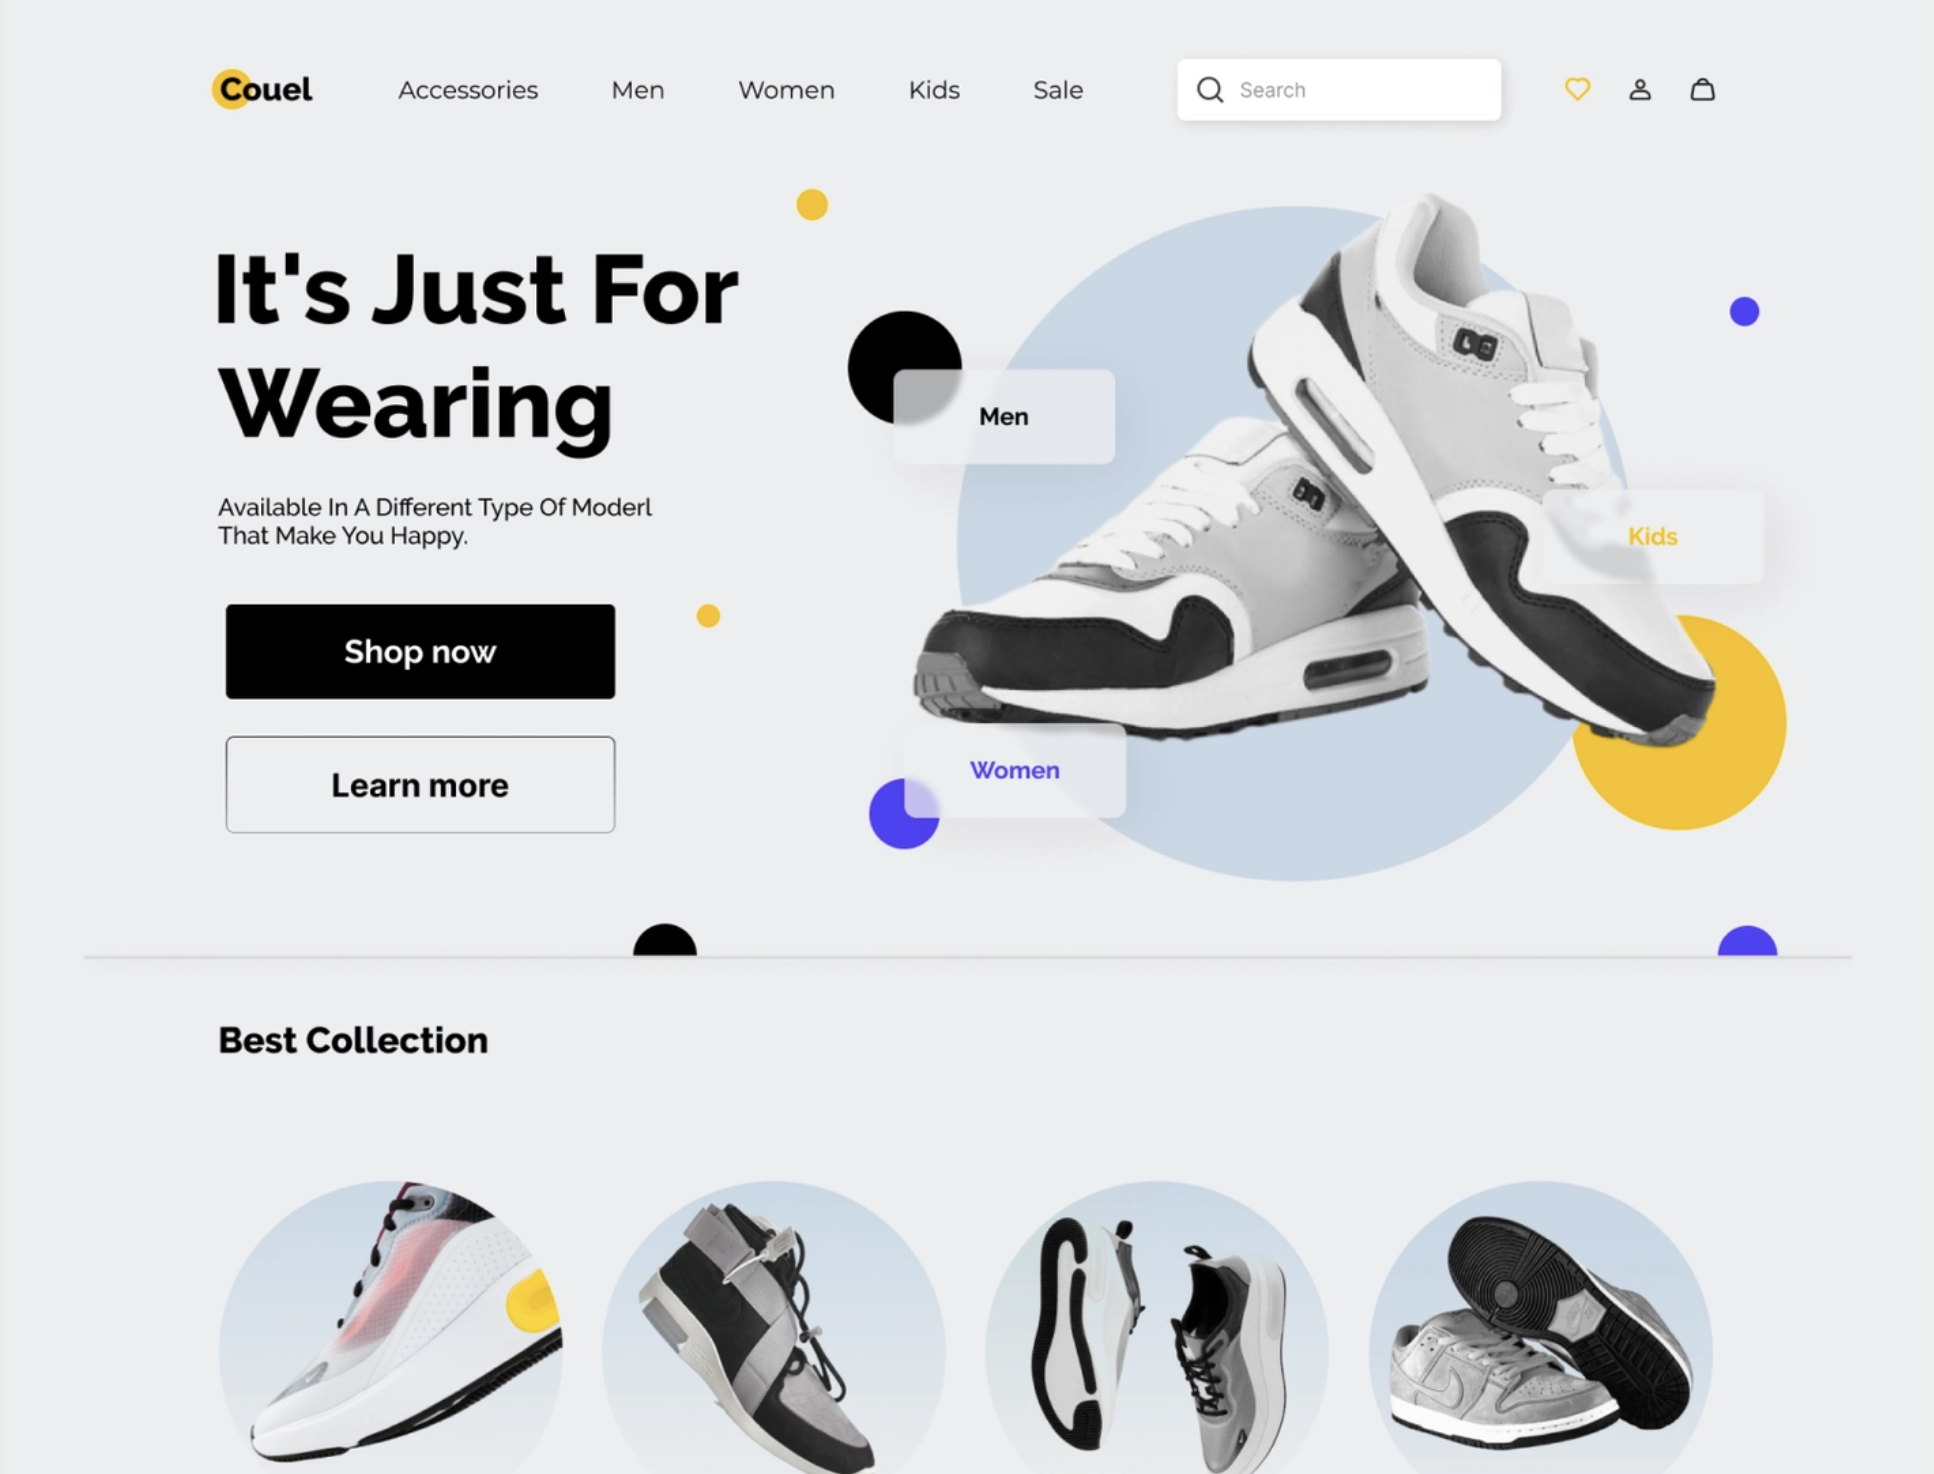 Couel
Accessories
Men
Women
Kids
Sale
Search
It's Just For
Wearing
Available In A Different Type Of Moderl
That Make You Happy.
Shop now
Learn more
Men
Kids
Women
Best Collection